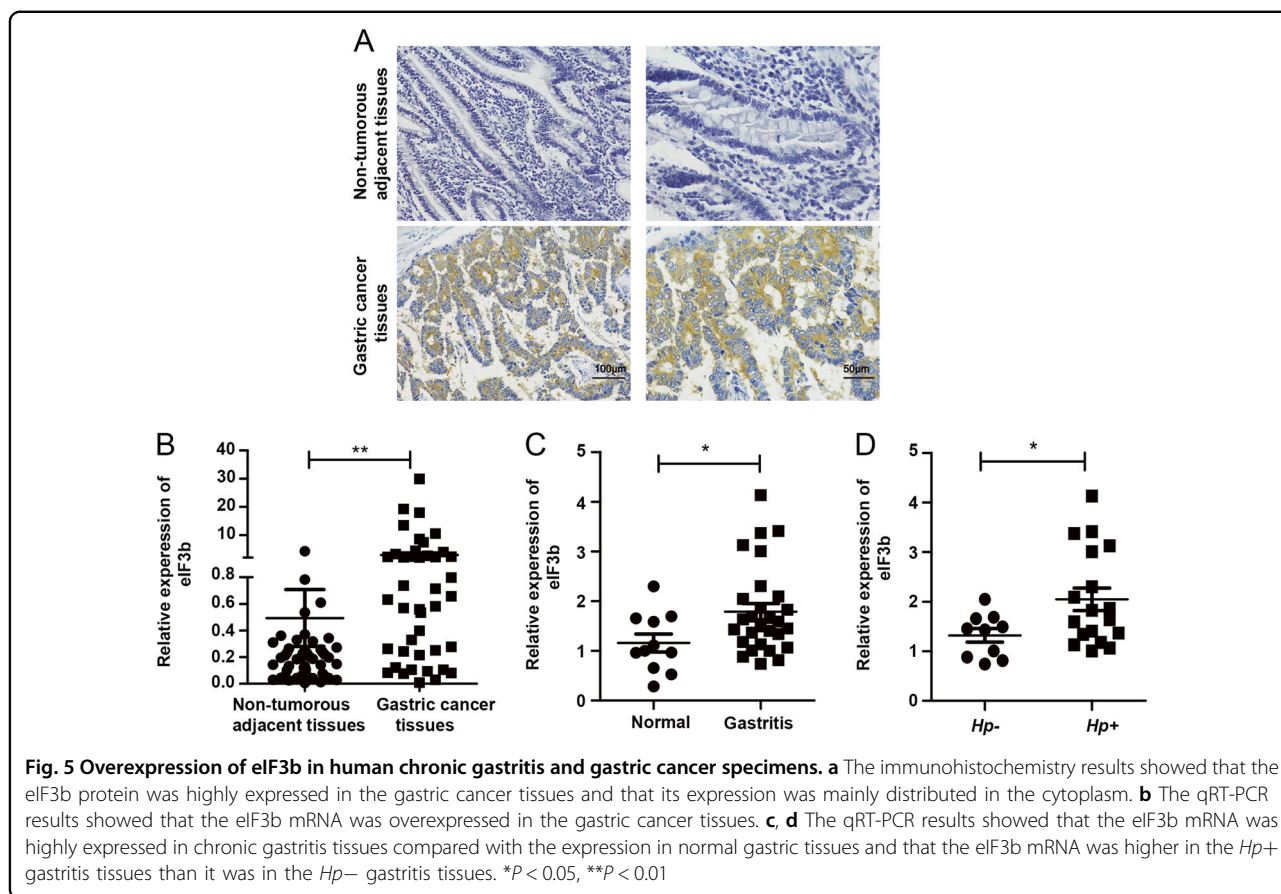 A
Non-tumorous
adjacent tissues
Gastric cancer
tissues
100µm
50µm
B
Relative experession of
eIF3b
40
30
20
10
0.8
0.6
0.4
0.2
0.0
**
Non-tumorous
adjacent tissues
Gastric cancer
tissues
C
Relative experession of
eIF3b
5
4
3
2
1
0
*
Normal
Gastritis
D
Relative experession of
eIF3b
5
4
3
2
1
0
*
Hp-
Hp+
Fig. 5 Overexpression of eIF3b in human chronic gastritis and gastric cancer specimens. a The immunohistochemistry results showed that the
eIF3b protein was highly expressed in the gastric cancer tissues and that its expression was mainly distributed in the cytoplasm. b The qRT-PCR
results showed that the eIF3b mRNA was overexpressed in the gastric cancer tissues. c, d The qRT-PCR results showed that the eIF3b mRNA was
highly expressed in chronic gastritis tissues compared with the expression in normal gastric tissues and that the eIF3b mRNA was higher in the Hp+
gastritis tissues than it was in the Hp− gastritis tissues. *P < 0.05, **P < 0.01